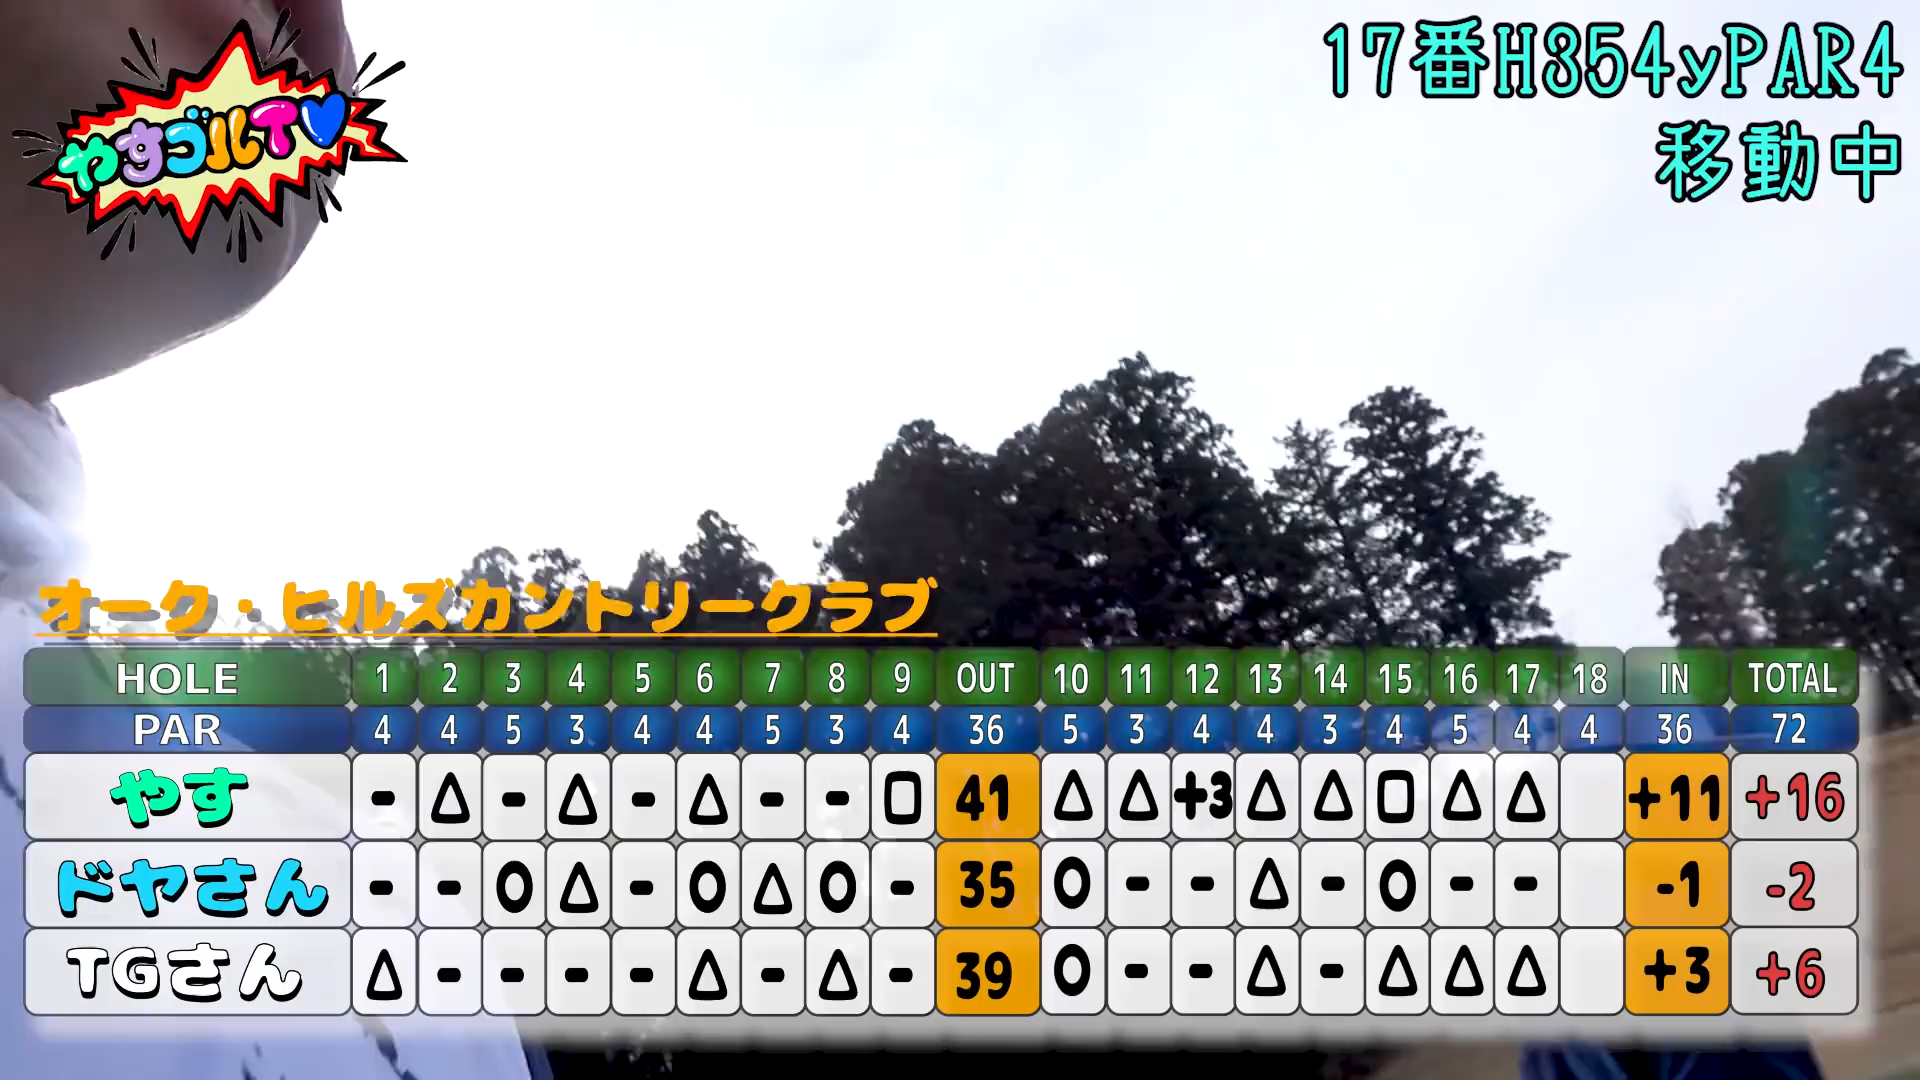 やすゴルTV
17番H354yPAR4
移動中
オーク・ヒルズカントリークラブ
HOLE 1 2 3 4 5 6 7 8 9 OUT 10 11 12 13 14 15 16 17 18 IN TOTAL
PAR 4 4 5 3 4 4 5 3 4 36 5 3 4 4 3 4 5 4 4 36 72
やす - △ - △ - △ - - □ 41 △ △ +3 △ △ □ △ △ +11 +16
ドヤさん - - ○ △ - ○ △ ○ - 35 ○ - - △ - ○ - - -1 -2
TGさん △ - - - - △ - △ - 39 ○ - - △ - △ △ △ +3 +6